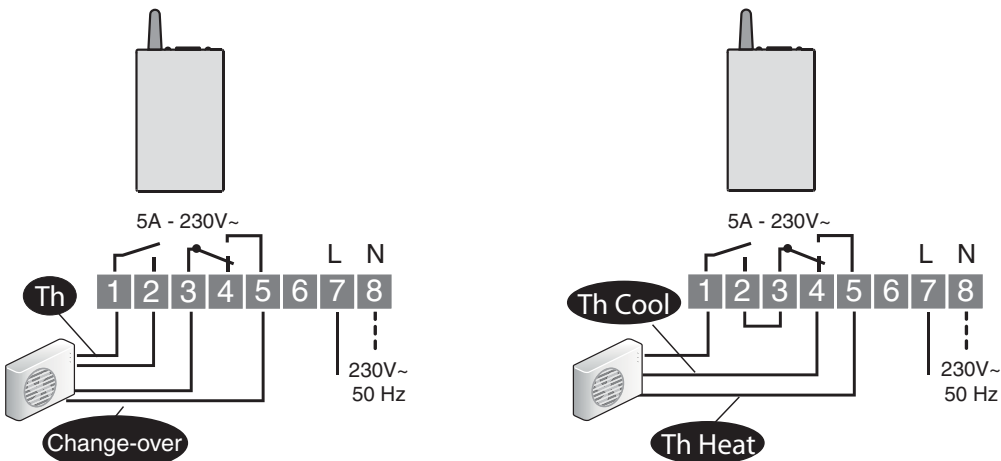 5A - 230V~
L N
1 2 3 4 5 6 7 8
Th
230V~
50 Hz
Change-over
5A - 230V~
L N
1 2 3 4 5 6 7 8
Th Cool
230V~
50 Hz
Th Heat